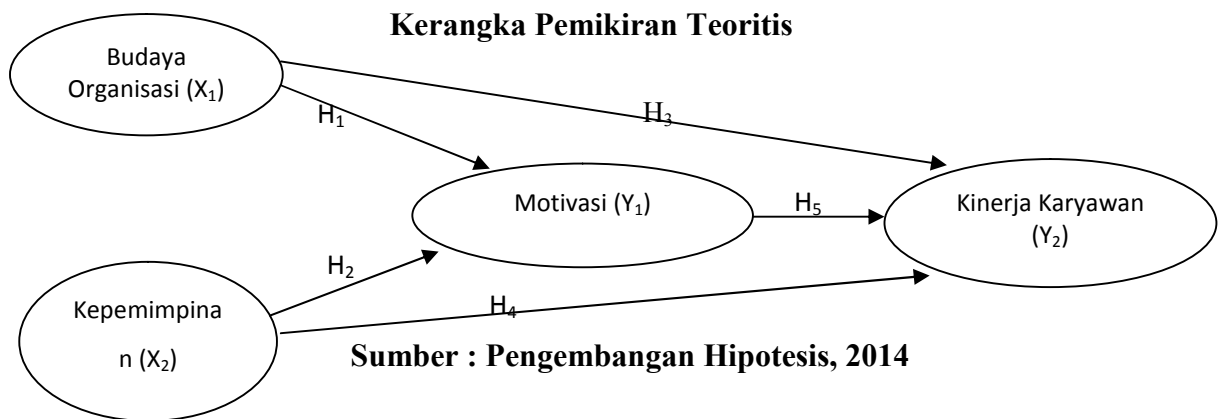 Kerangka Pemikiran Teoritis
Budaya
Organisasi (X₁)
H₁
H₃
Motivasi (Y₁)
H₅
Kinerja Karyawan
(Y₂)
H₂
Kepemimpina
n (X₂)
H₄
Sumber : Pengembangan Hipotesis, 2014